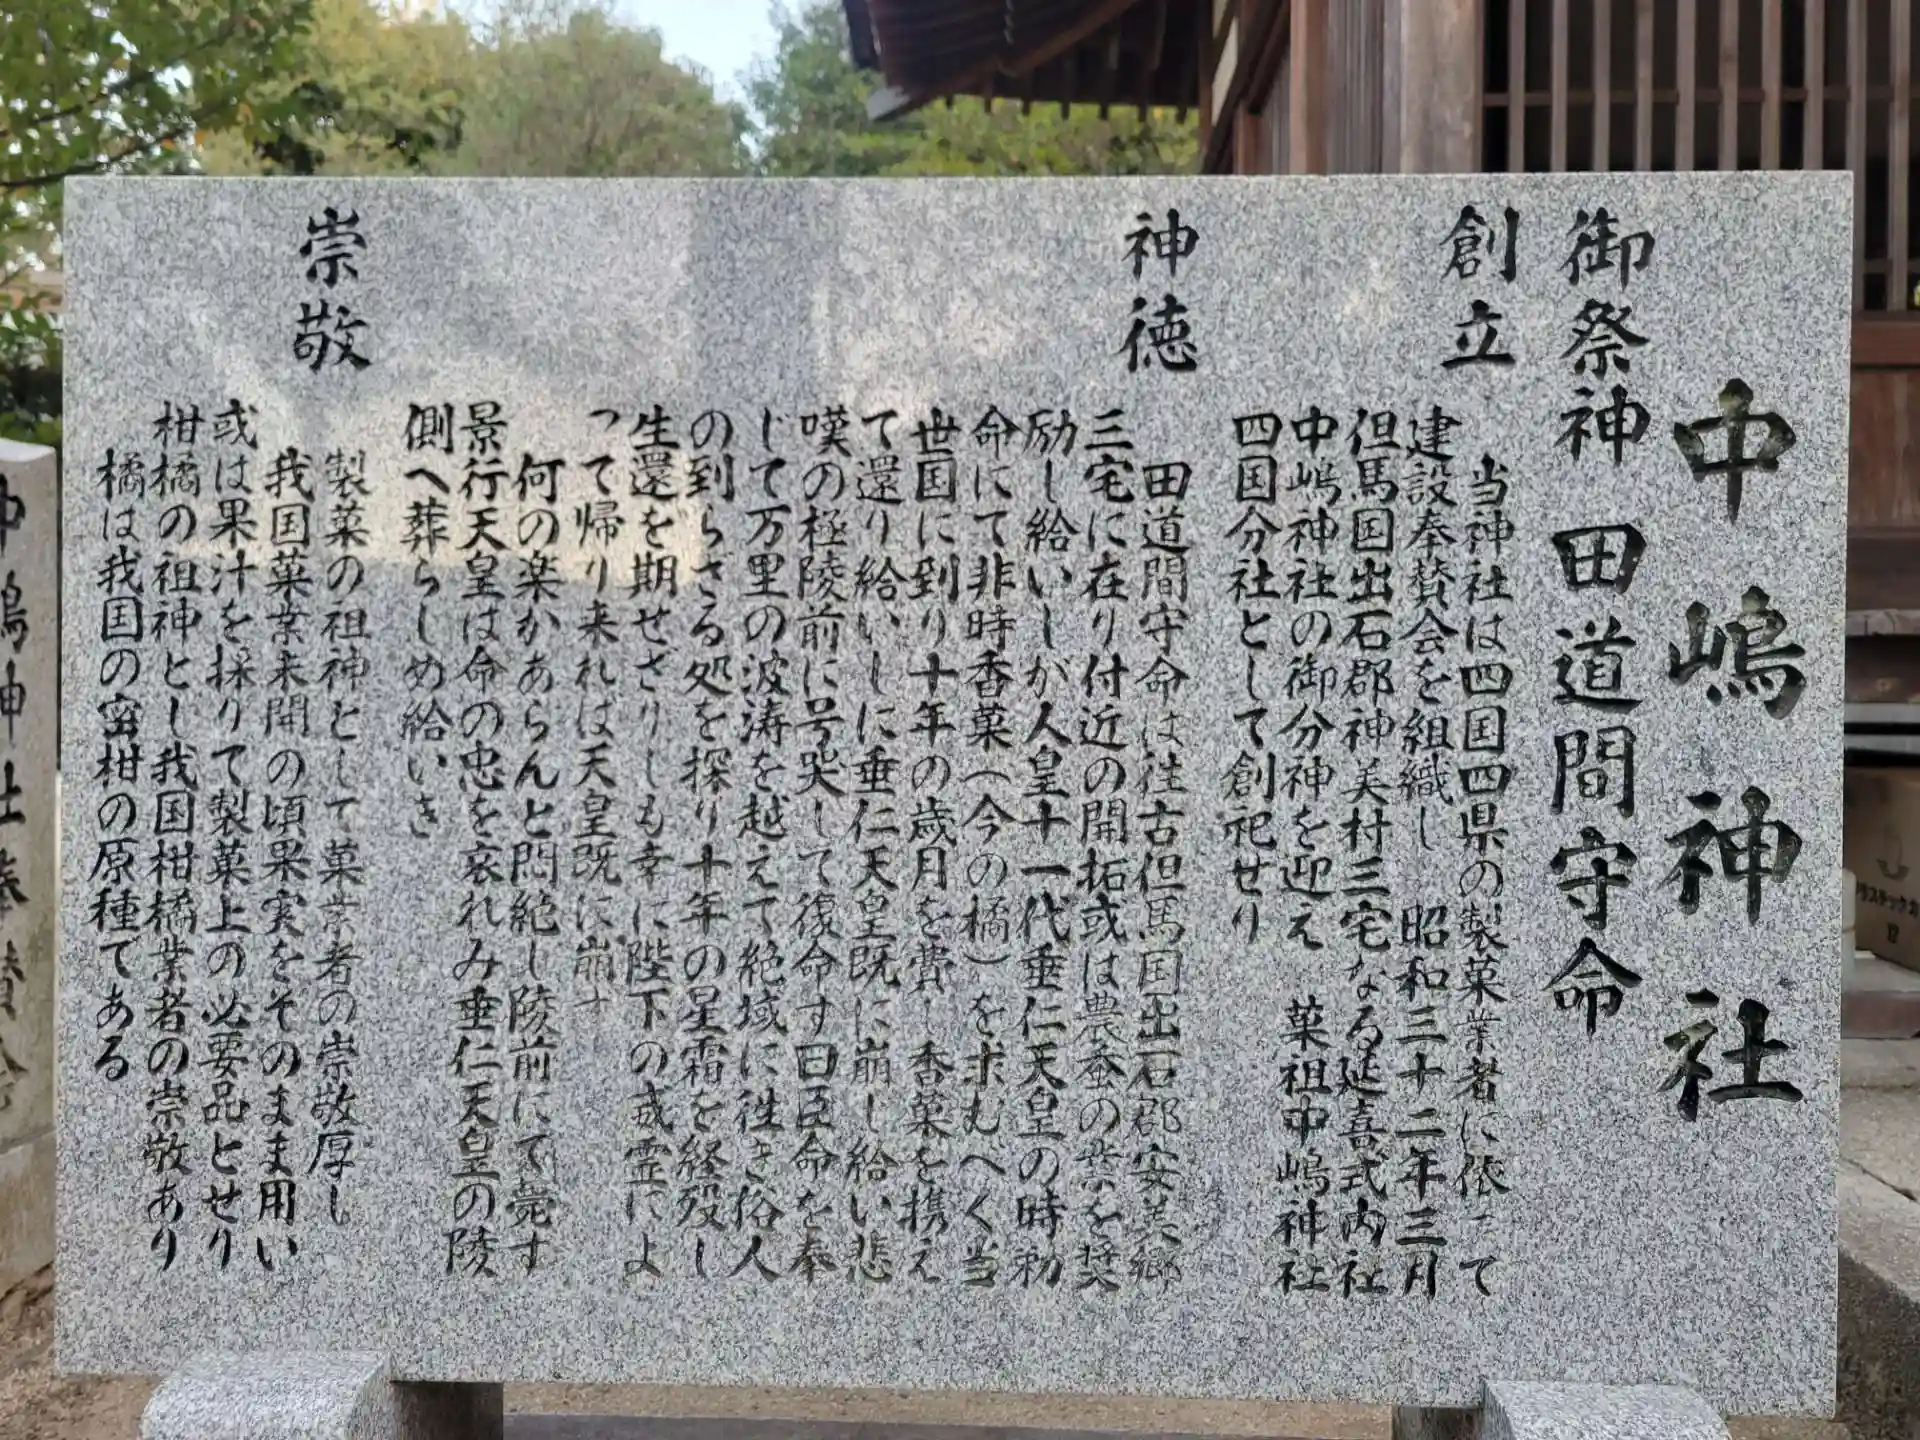 中嶋神社
御祭神 田道間守命
創立
当神社は四国四県の製菓業者に依って
建設奉賛会を組織し 昭和三十二年三月
但馬国出石郡神美村三宅なる延喜式内社
中嶋神社の御分神を迎え 菓祖中嶋神社
四国分社として創祀せり
神徳
田道間守命は往古但馬国出石郡安美郷
三宅に在り付近の開拓或は農蚕の業を奨
励し給いしが人皇十一代垂仁天皇の時勅
命にて非時香菓(今の橘)を求むべく当
世国に到り十年の歳月を費し香菓を携え
て還り給いしに垂仁天皇既に崩し給い悲
嘆の極陵前に号哭して復命す曰臣命を奉
じて万里の波涛を越えて絶域に往き俗人
の到らざる処を探り十年の星霜を経歿し
生還を期せざりしも幸に陛下の威霊によ
って帰り来れは天皇既に崩す
何の楽かあらんと悶絶し陵前にて薨す
景行天皇は命の忠を哀れみ垂仁天皇の陵
側へ葬らしめ給いき
崇敬
製菓の祖神として菓業者の崇敬厚し
我国菓業未開の頃果実をそのまま用い
或は果汁を採りて製菓上の必要品とせり
柑橘の祖神とし我国柑橘業者の崇敬あり
橘は我国の蜜柑の原種である
中嶋神社奉賛会